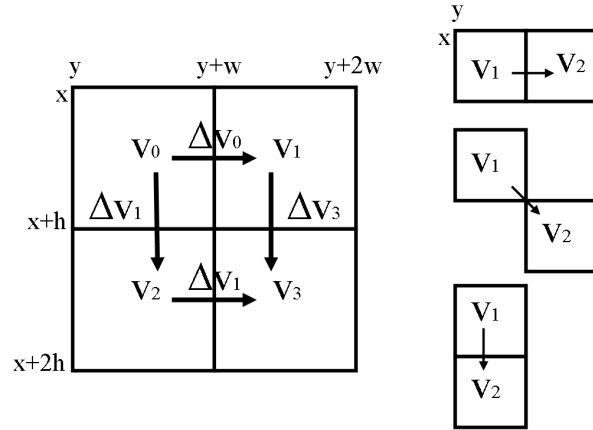 y y+w y+2w
x
V₀ ΔV₀ V₁
ΔV₁ ΔV₃
x+h
V₂ ΔV₁ V₃
x+2h
y
x
V₁ V₂
V₁
V₂
V₁
V₂